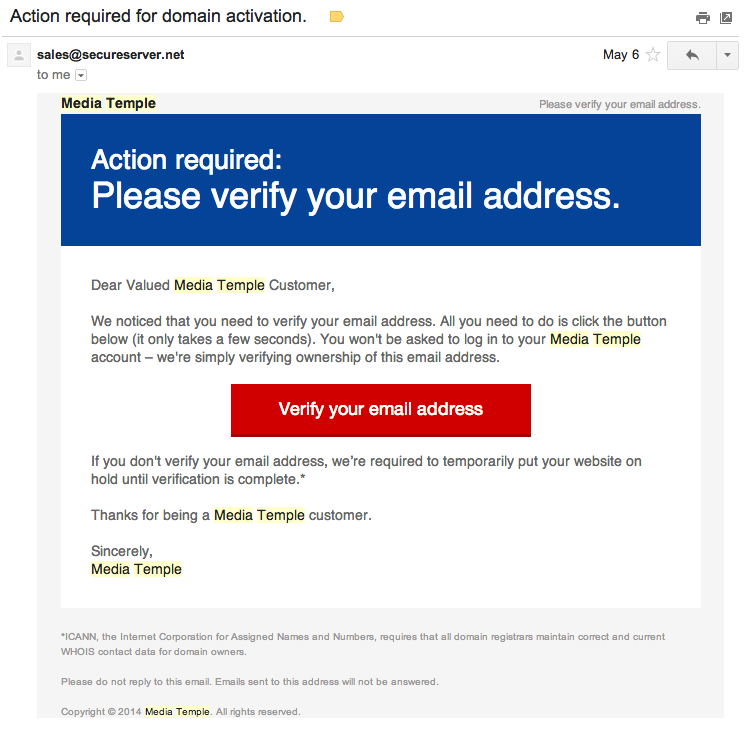 Action required for domain activation.
sales@secureserver.net
May 6
to me
Media Temple
Please verify your email address.
Action required:
Please verify your email address.
Dear Valued Media Temple Customer,
We noticed that you need to verify your email address. All you need to do is click the button
below (it only takes a few seconds). You won't be asked to log in to your Media Temple
account – we're simply verifying ownership of this email address.
Verify your email address
If you don't verify your email address, we’re required to temporarily put your website on
hold until verification is complete.*
Thanks for being a Media Temple customer.
Sincerely,
Media Temple
*ICANN, the Internet Corporation for Assigned Names and Numbers, requires that all domain registrars maintain correct and current
WHOIS contact data for domain owners.
Please do not reply to this email. Emails sent to this address will not be answered.
Copyright © 2014 Media Temple. All rights reserved.